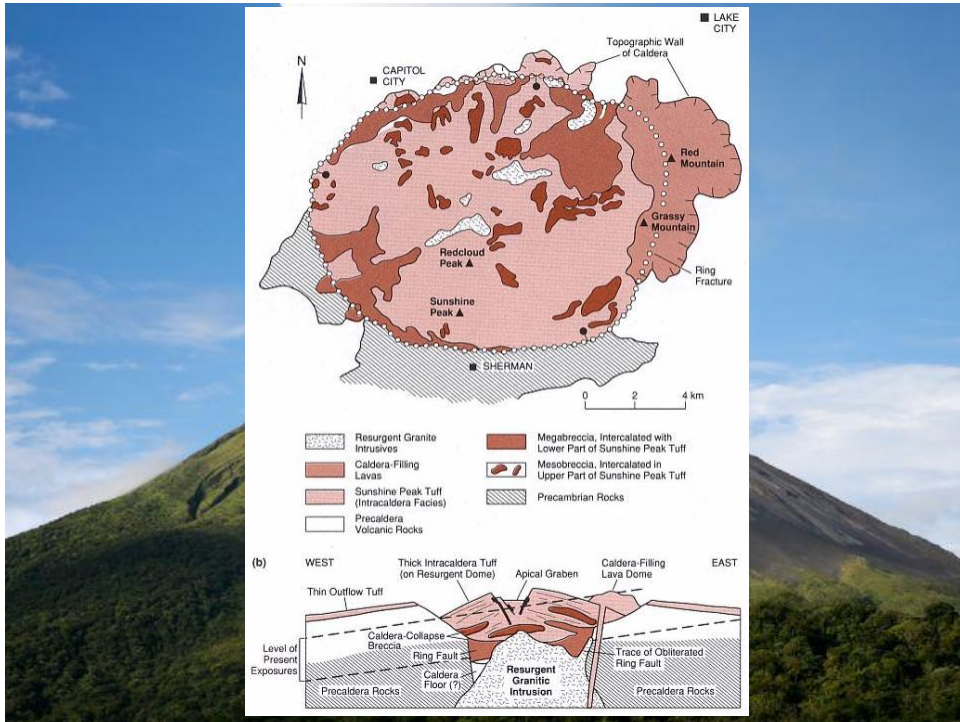 LAKE
CITY
Topographic Wall
of Caldera
N
CAPITOL
CITY
Red
Mountain
Grassy
Mountain
Redcloud
Peak
Ring
Fracture
Sunshine
Peak
SHERMAN
0 2 4 km
Resurgent Granite
Intrusives
Caldera-Filling
Lavas
Sunshine Peak Tuff
(Intracaldera Facies)
Precaldera
Volcanic Rocks
Megabreccia, Intercalated with
Lower Part of Sunshine Peak Tuff
Mesobreccia, Intercalated in
Upper Part of Sunshine Peak Tuff
Precambrian Rocks
(b) WEST
Thick Intracaldera Tuff
(on Resurgent Dome)
Apical Graben
Caldera-Filling
Lava Dome
EAST
Thin Outflow Tuff
Caldera-Collapse
Breccia
Level of
Present
Exposures
Ring Fault
Caldera
Floor (?)
Resurgent
Granitic
Intrusion
Trace of Obliterated
Ring Fault
Precaldera Rocks
Precaldera Rocks